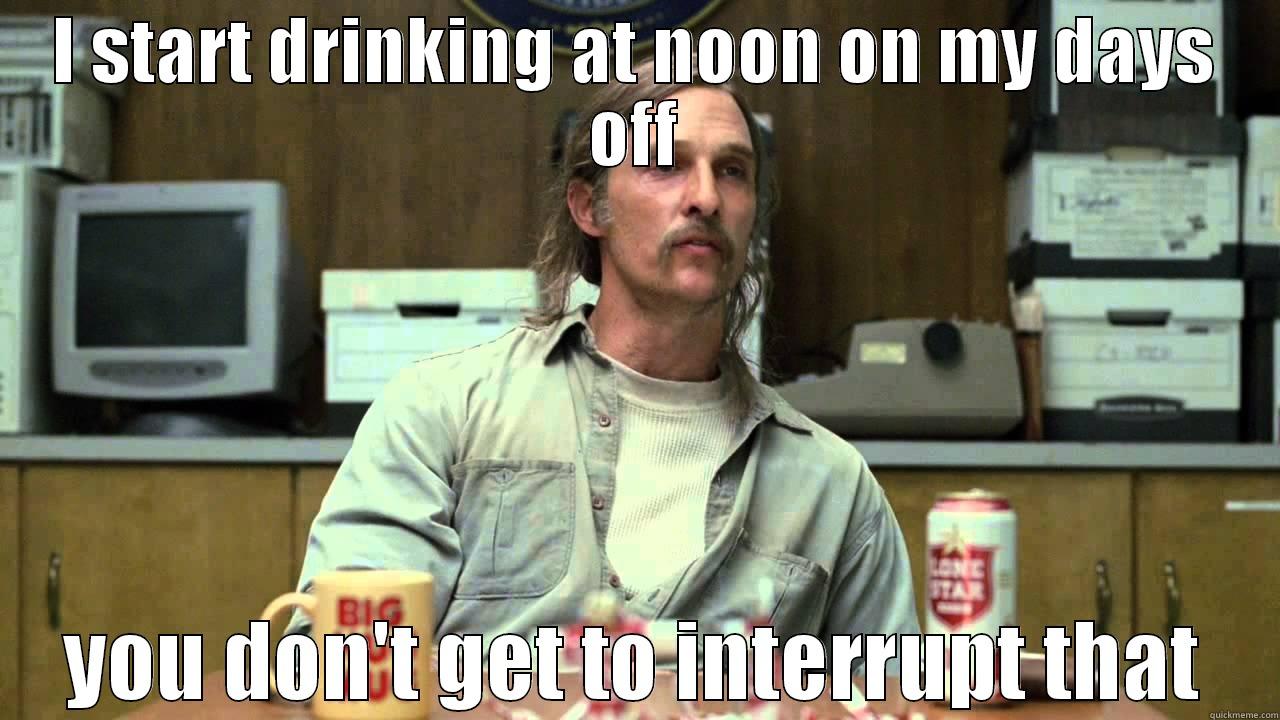 I start drinking at noon on my days
off
BIG
LONE
STAR
you don't get to interrupt that
quickmeme.com